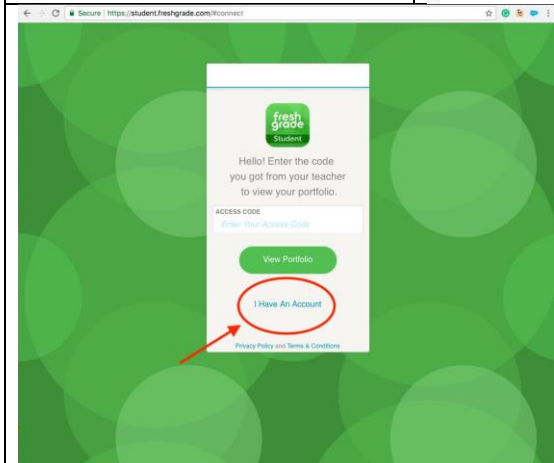 Secure https://student.freshgrade.com/#connect
fresh
grade
Student
Hello! Enter the code
you got from your teacher
to view your portfolio.
ACCESS CODE
Enter Your Access Code
View Portfolio
I Have An Account
Privacy Policy and Terms & Conditions